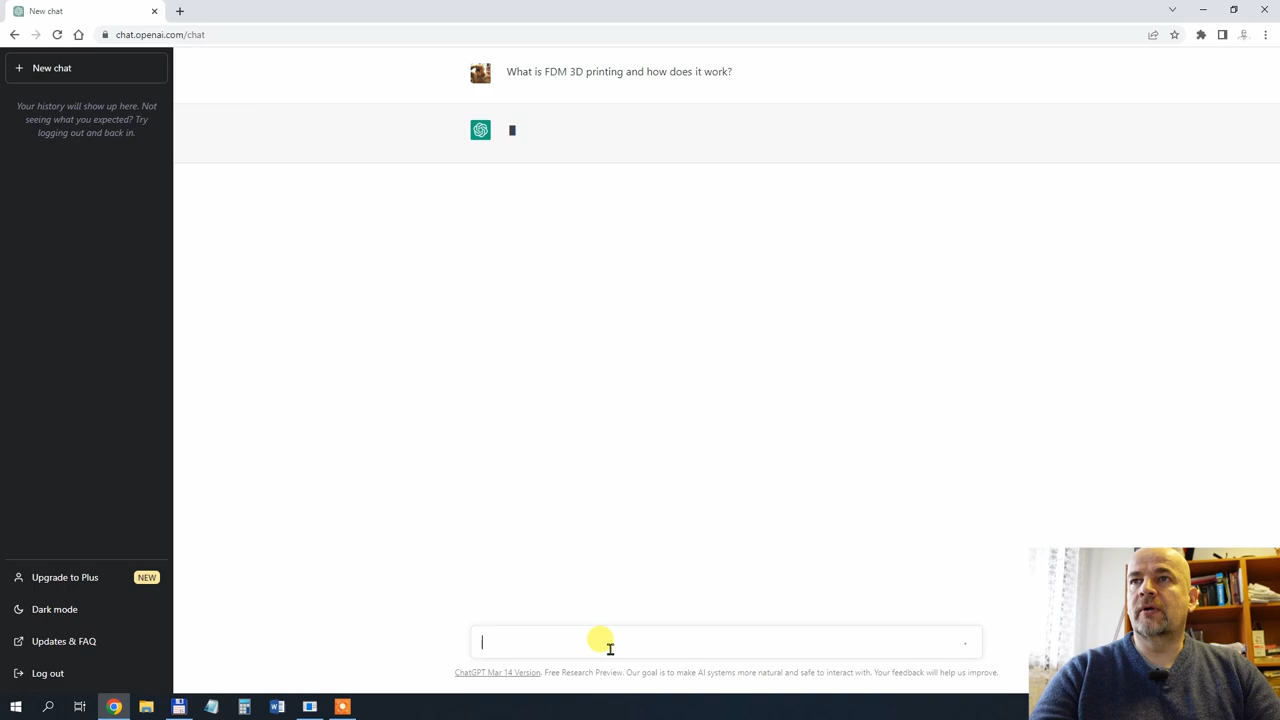 New chat
chat.openai.com/chat
New chat
Your history will show up here. Not
seeing what you expected? Try
logging out and back in.
What is FDM 3D printing and how does it work?
Upgrade to Plus
NEW
Dark mode
Updates & FAQ
Log out
ChatGPT Mar 14 Version. Free Research Preview. Our goal is to make AI systems more natural and safe to interact with. Your feedback will help us improve.